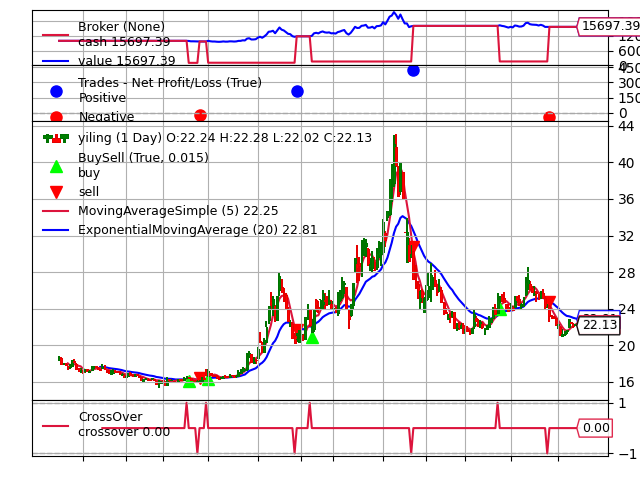 Broker (None)
cash 15697.39
value 15697.39
15697.39
Trades - Net Profit/Loss (True)
Positive
Negative
300
150
0
yiling (1 Day) O:22.24 H:22.28 L:22.02 C:22.13
BuySell (True, 0.015)
buy
sell
MovingAverageSimple (5) 22.25
ExponentialMovingAverage (20) 22.81
44
40
36
32
28
24
22.13
20
16
CrossOver
crossover 0.00
1
0.00
−1